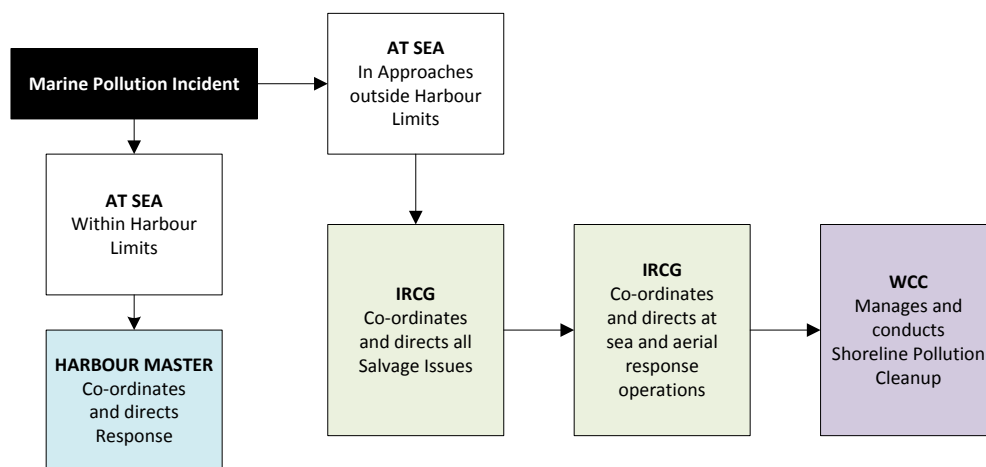 Marine Pollution Incident
AT SEA
In Approaches
outside Harbour
Limits
AT SEA
Within Harbour
Limits
HARBOUR MASTER
Co-ordinates
and directs
Response
IRCG
Co-ordinates
and directs all
Salvage Issues
IRCG
Co-ordinates
and directs at
sea and aerial
response
operations
WCC
Manages and
conducts
Shoreline Pollution
Cleanup